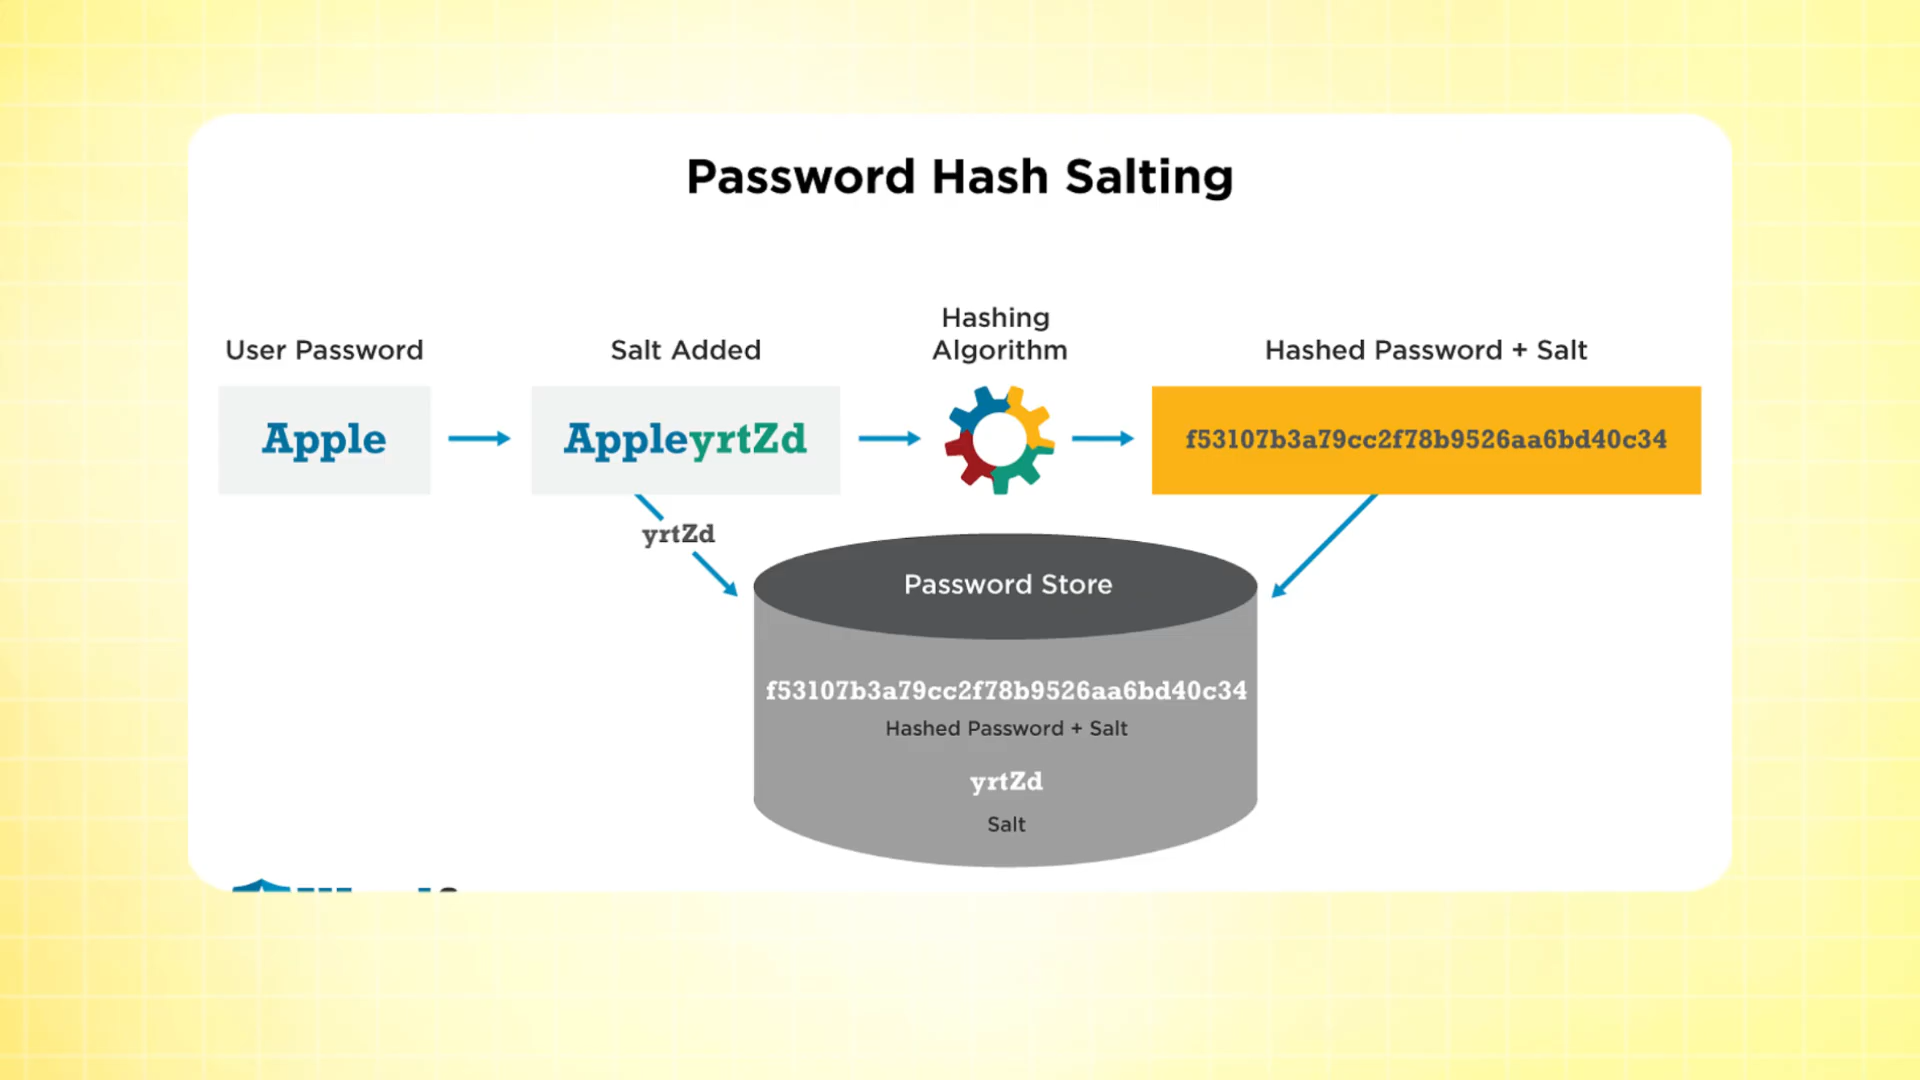 Password Hash Salting
User Password
Salt Added
Hashing
Algorithm
Hashed Password + Salt
Apple
AppleyrtZd
f53107b3a79cc2f78b9526aa6bd40c34
yrtZd
Password Store
f53107b3a79cc2f78b9526aa6bd40c34
Hashed Password + Salt
yrtZd
Salt